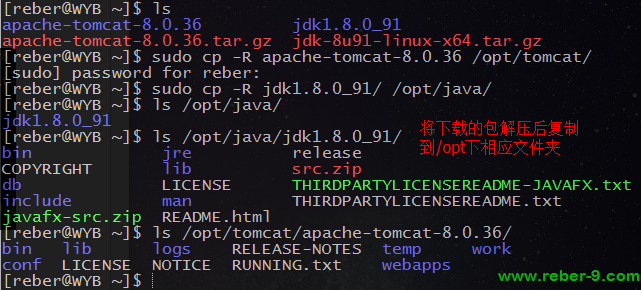 [reber@WYB ~]$ ls
apache-tomcat-8.0.36 jdk1.8.0_91
apache-tomcat-8.0.36.tar.gz jdk-8u91-linux-x64.tar.gz
[reber@WYB ~]$ sudo cp -R apache-tomcat-8.0.36 /opt/tomcat/
[sudo] password for reber:
[reber@WYB ~]$ sudo cp -R jdk1.8.0_91/ /opt/java/
[reber@WYB ~]$ ls /opt/java/
jdk1.8.0_91
[reber@WYB ~]$ ls /opt/java/jdk1.8.0_91/
将下载的包解压后复制
到/opt下相应文件夹
bin jre release
COPYRIGHT lib src.zip
db LICENSE THIRDPARTYLICENSEREADME-JAVAFX.txt
include man THIRDPARTYLICENSEREADME.txt
javafx-src.zip README.html
[reber@WYB ~]$ ls /opt/tomcat/apache-tomcat-8.0.36/
bin lib logs RELEASE-NOTES temp work
conf LICENSE NOTICE RUNNING.txt webapps
[reber@WYB ~]$
www.reber-9.com